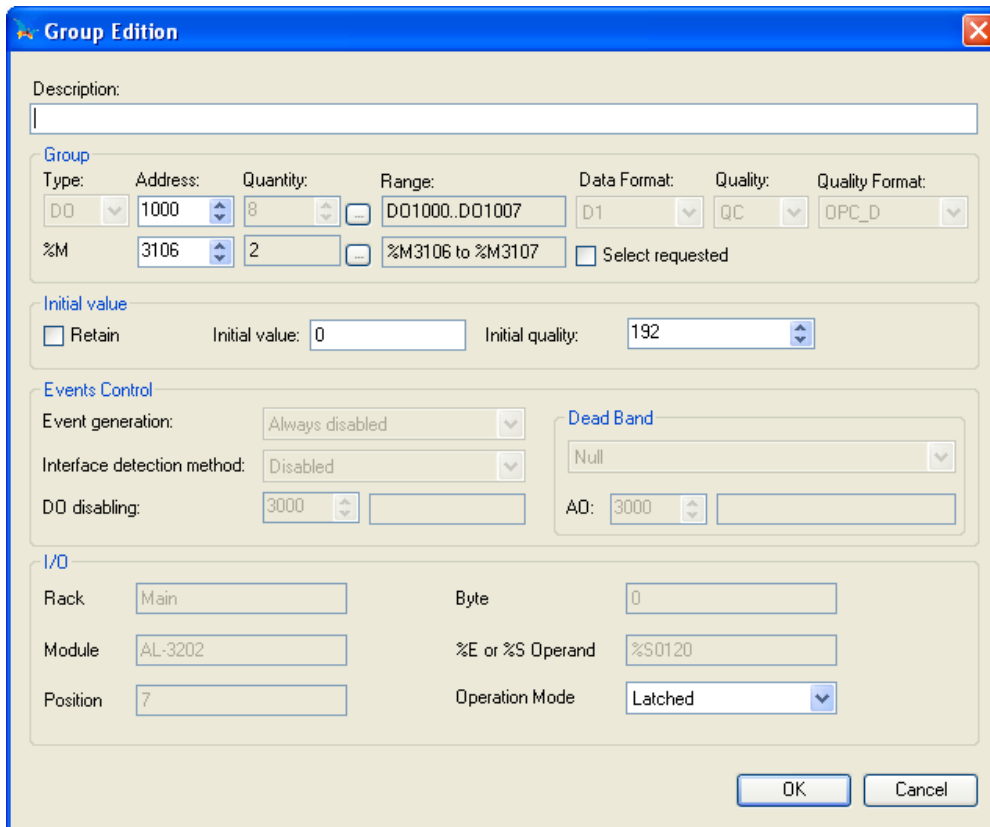 Group Edition
Description:
Group
Type: Address: Quantity: Range: Data Format: Quality: Quality Format:
DO 1000 8 ... DO1000..DO1007 D1 QC OPC_D
%M 3106 2 ... %M3106 to %M3107 Select requested
Initial value
Retain Initial value: 0 Initial quality: 192
Events Control
Event generation: Always disabled Dead Band
Interface detection method: Disabled Null
DO disabling: 3000 AO: 3000
I/O
Rack Main Byte 0
Module AL-3202 %E or %S Operand %S0120
Position 7 Operation Mode Latched
OK Cancel